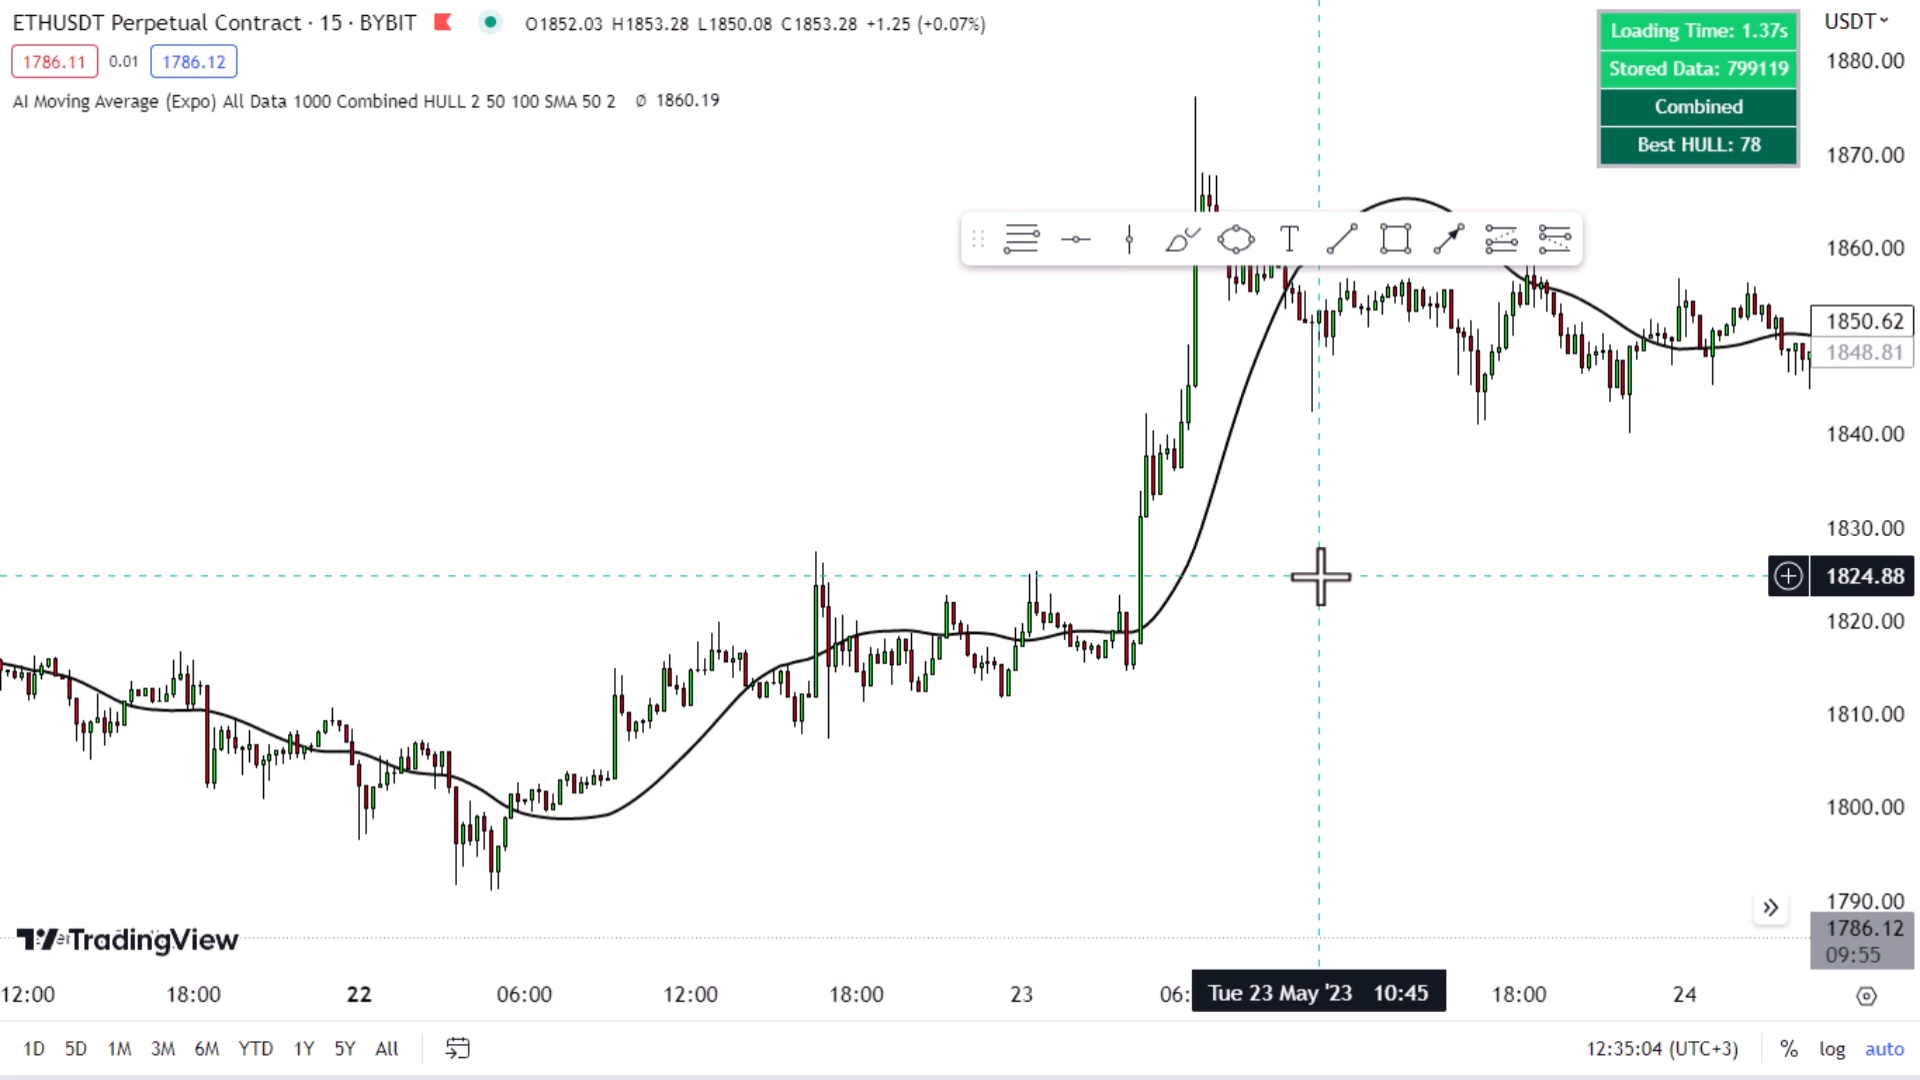 ETHUSDT Perpetual Contract · 15 · BYBIT O1852.03 H1853.28 L1850.08 C1853.28 +1.25 (+0.07%)
1786.11 0.01 1786.12
AI Moving Average (Expo) All Data 1000 Combined HULL 2 50 100 SMA 50 2 Ø 1860.19
Loading Time: 1.37s
Stored Data: 799119
Combined
Best HULL: 78
USDT
1880.00
1870.00
1860.00
1850.62
1848.81
1840.00
1830.00
1824.88
1820.00
1810.00
1800.00
1790.00
1786.12
09:55
TradingView
12:00 18:00 22 06:00 12:00 18:00 23 06: Tue 23 May '23 10:45 18:00 24
1D 5D 1M 3M 6M YTD 1Y 5Y All 12:35:04 (UTC+3) % log auto